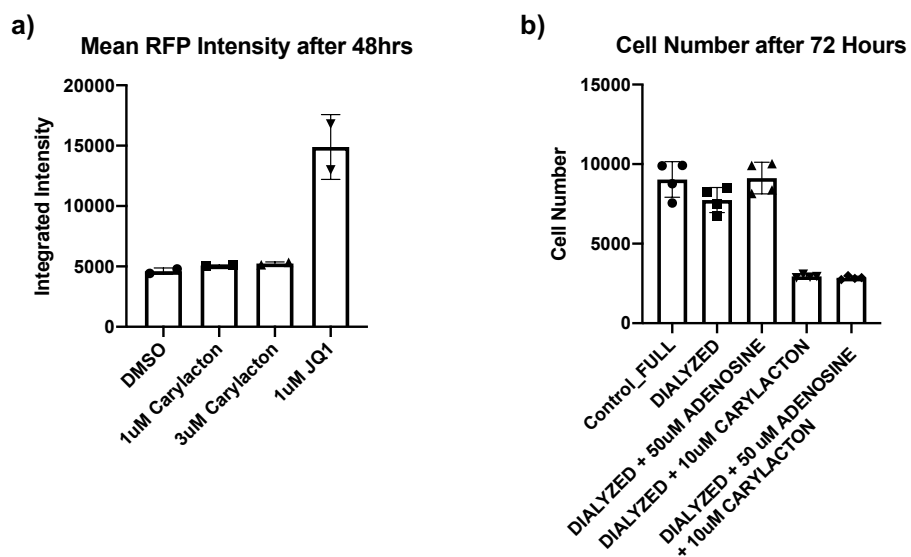 a)
Mean RFP Intensity after 48hrs
Integrated Intensity
20000
15000
10000
5000
0
DMSO
1uM Carylacton
3uM Carylacton
1uM JQ1
b)
Cell Number after 72 Hours
Cell Number
15000
10000
5000
0
Control_FULL
DIALYZED
DIALYZED + 50uM ADENOSINE
DIALYZED + 10uM CARYLACTON
DIALYZED + 50 uM ADENOSINE
+ 10uM CARYLACTON